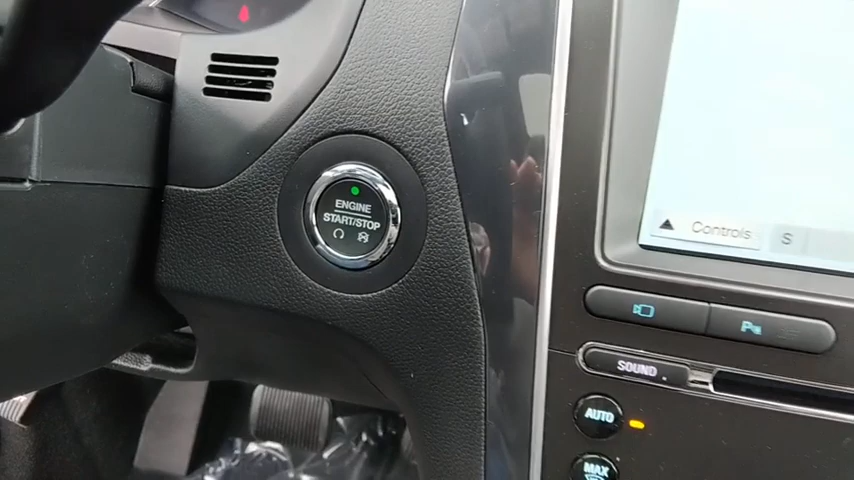 ENGINE
START/STOP
Controls
S
P
SOUND
AUTO
MAX